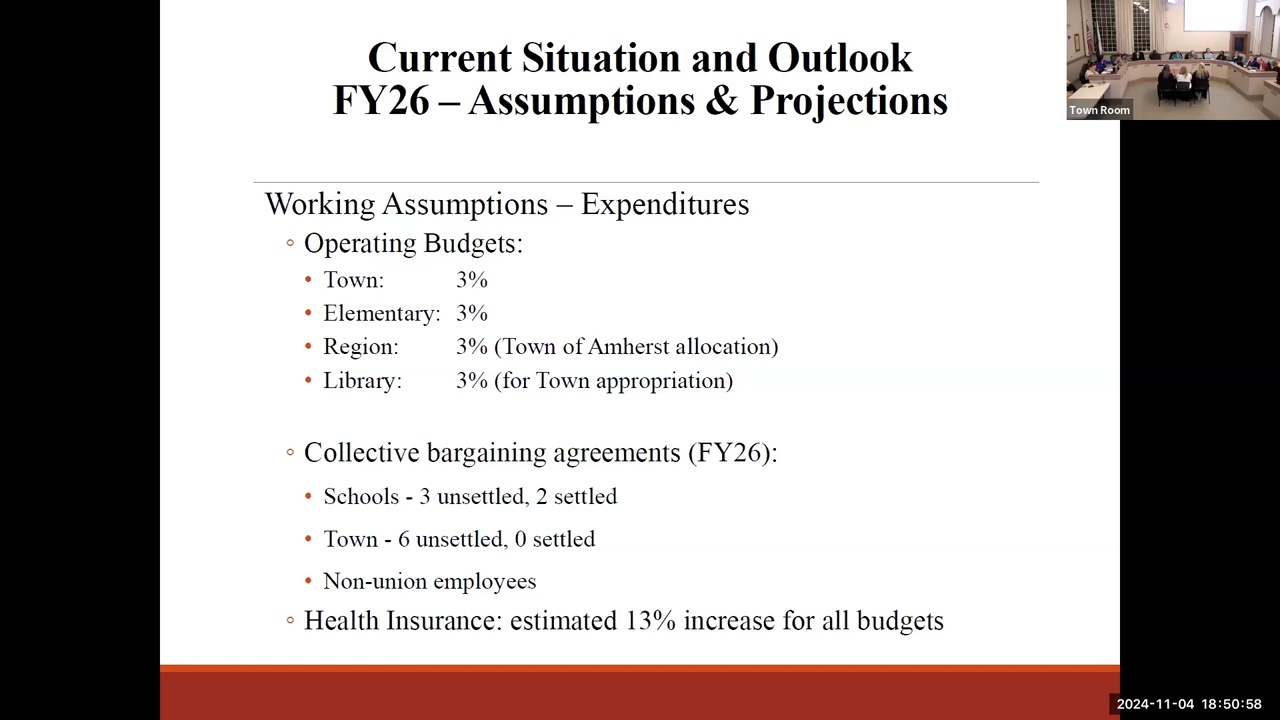 Current Situation and Outlook
FY26 – Assumptions & Projections
Town Room
Working Assumptions – Expenditures
◦ Operating Budgets:
• Town: 3%
• Elementary: 3%
• Region: 3% (Town of Amherst allocation)
• Library: 3% (for Town appropriation)
◦ Collective bargaining agreements (FY26):
• Schools - 3 unsettled, 2 settled
• Town - 6 unsettled, 0 settled
• Non-union employees
◦ Health Insurance: estimated 13% increase for all budgets
2024-11-04 18:50:58